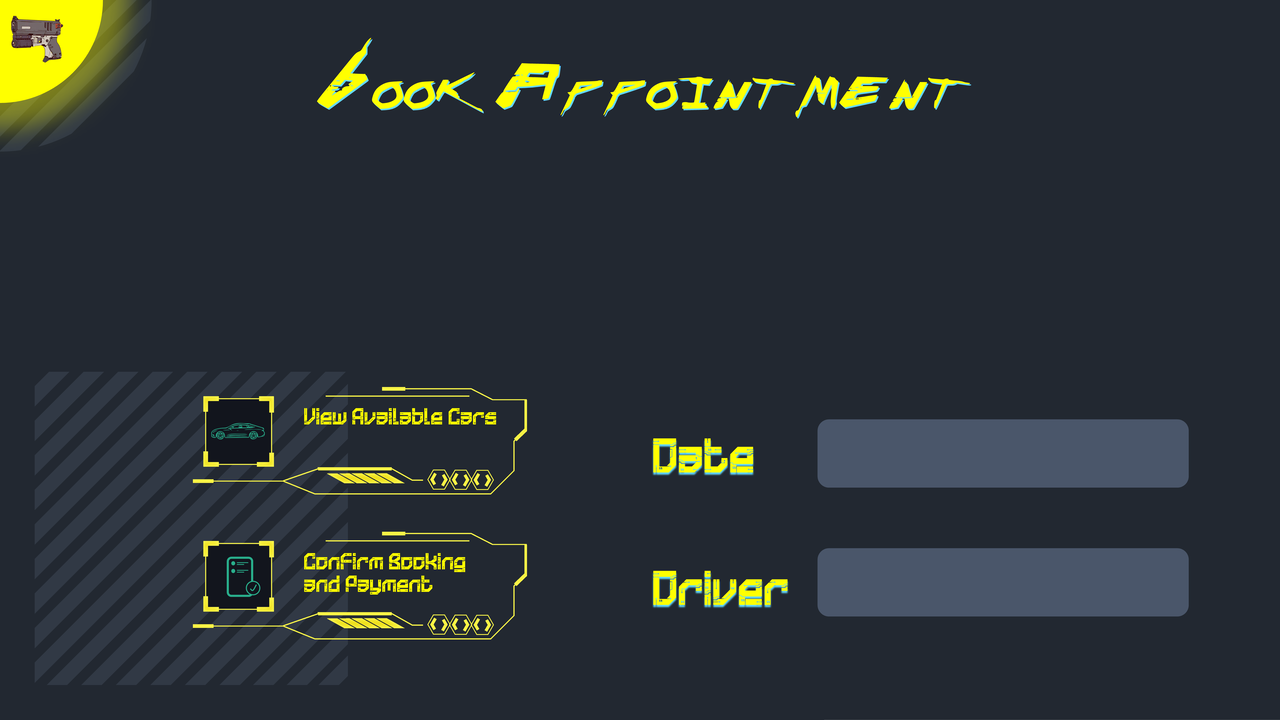 Book Appointment
View Available Cars
Confirm Booking
and Payment
Date
Driver